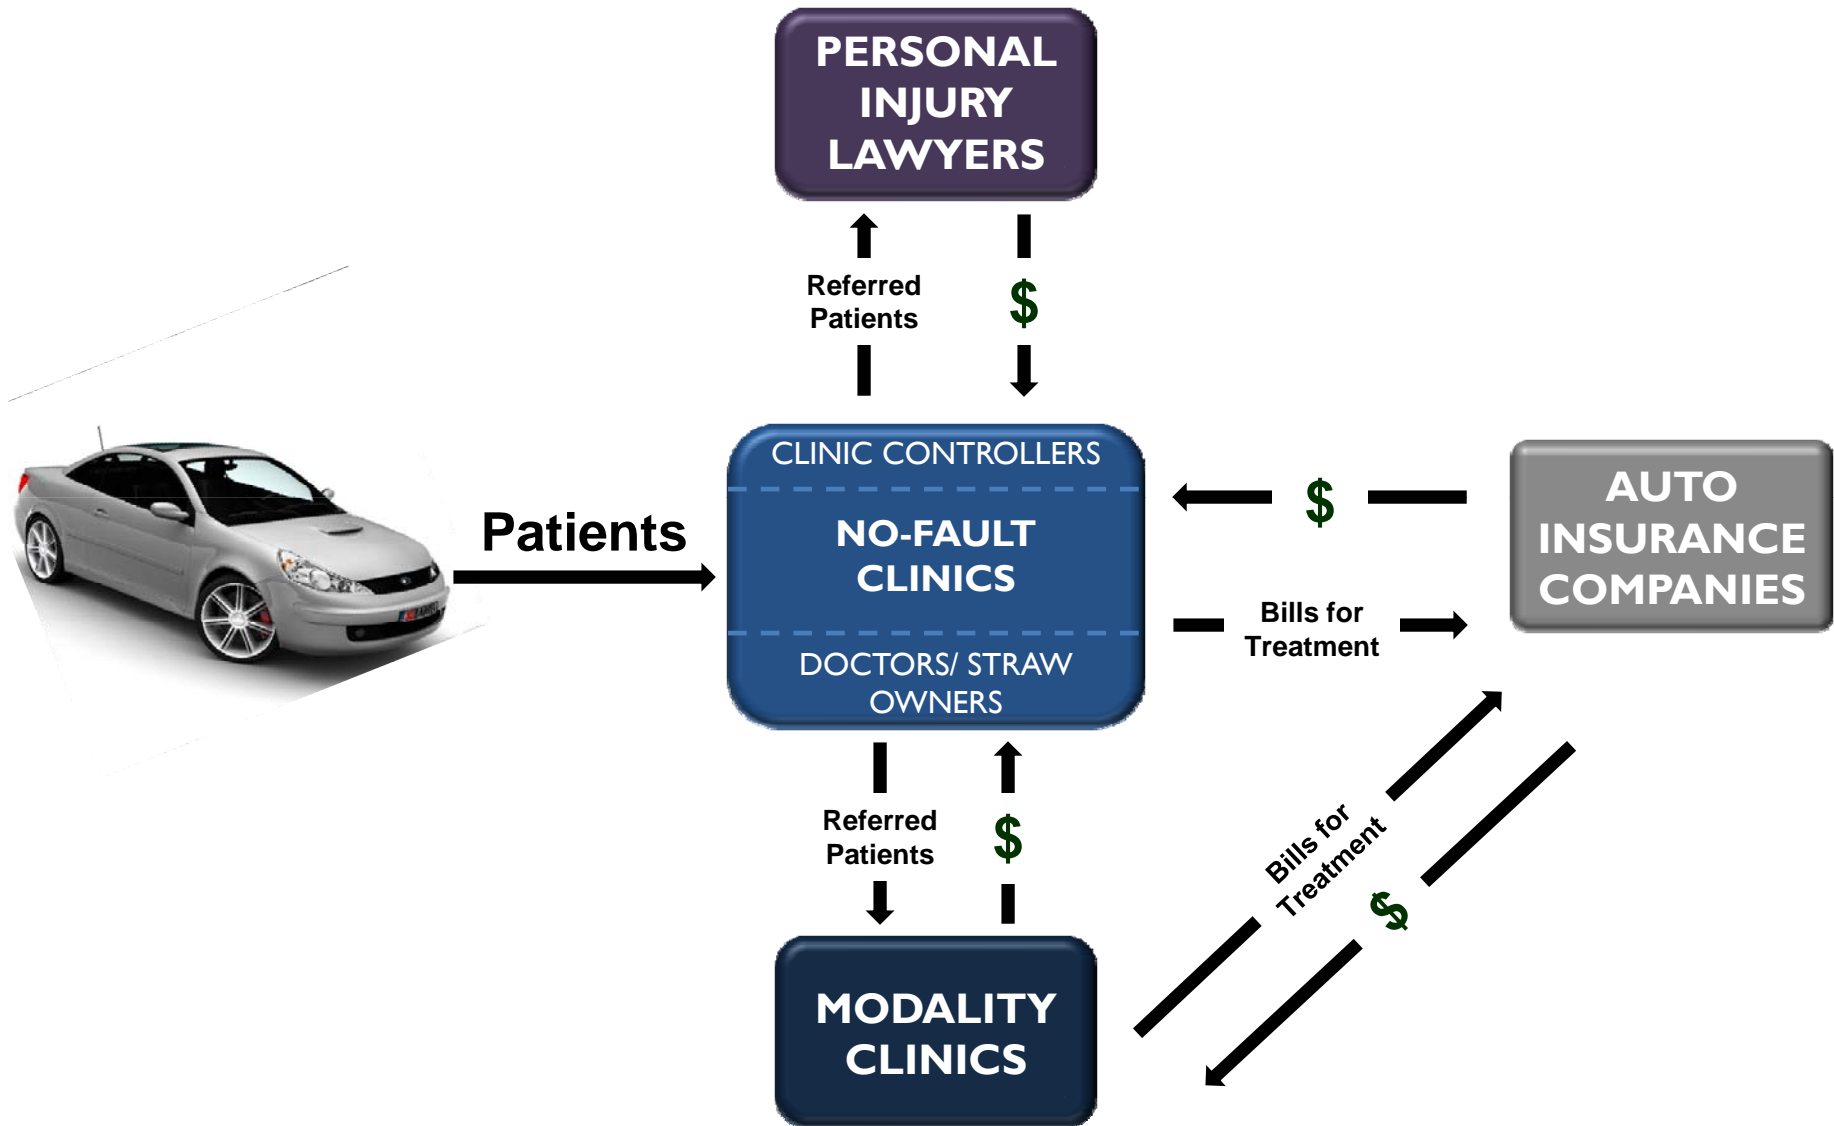 PERSONAL
INJURY
LAWYERS
Referred
Patients
$
CLINIC CONTROLLERS
NO-FAULT
CLINICS
DOCTORS/ STRAW
OWNERS
Patients
$
AUTO
INSURANCE
COMPANIES
Bills for
Treatment
Referred
Patients
$
Bills for
Treatment
$
MODALITY
CLINICS